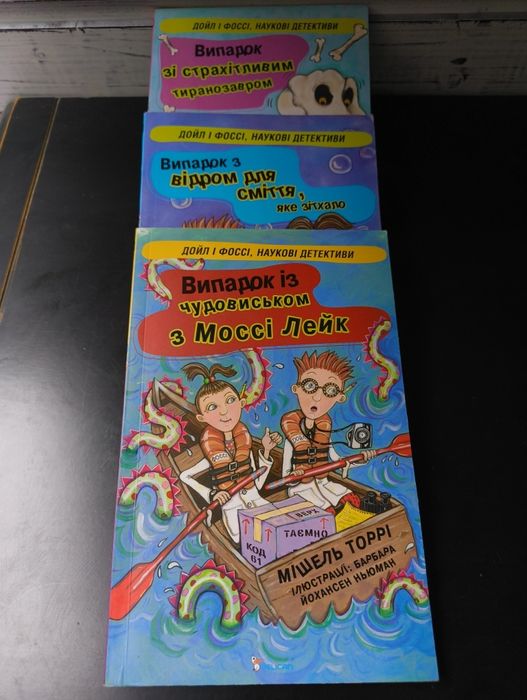 ДОЙЛ І ФОССІ, НАУКОВІ ДЕТЕКТИВИ
Випадок
зі страхітливим
тиранозавром
ДОЙЛ І ФОССІ, НАУКОВІ ДЕТЕКТИВИ
Випадок з
відром для
сміття,
яке зітхало
ДОЙЛ І ФОССІ, НАУКОВІ ДЕТЕКТИВИ
Випадок із
чудовиськом
з Моссі Лейк
ВЕРХ
ТАЄМНО
КОД
61
МІШЕЛЬ ТОРРІ
ІЛЮСТРАЦІЇ: БАРБАРА
ЙОХАНСЕН НЬЮМАН
PELICAN